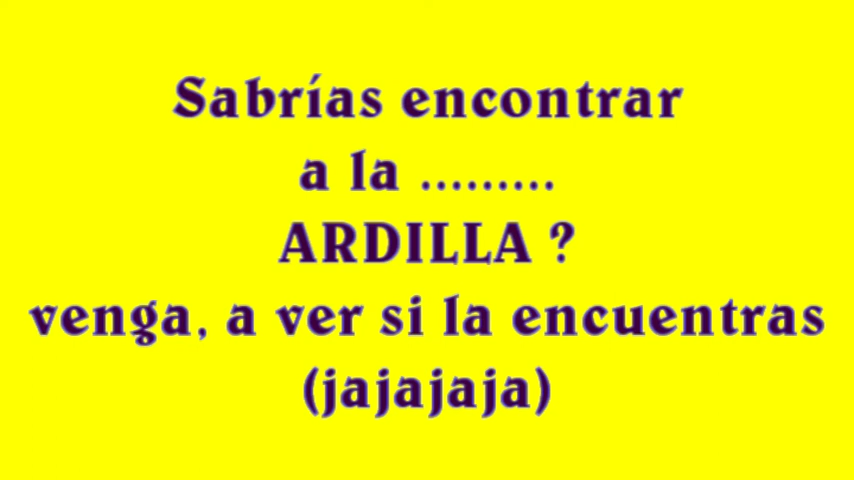 Sabrías encontrar
a la .........
ARDILLA ?
venga, a ver si la encuentras
(jajajaja)